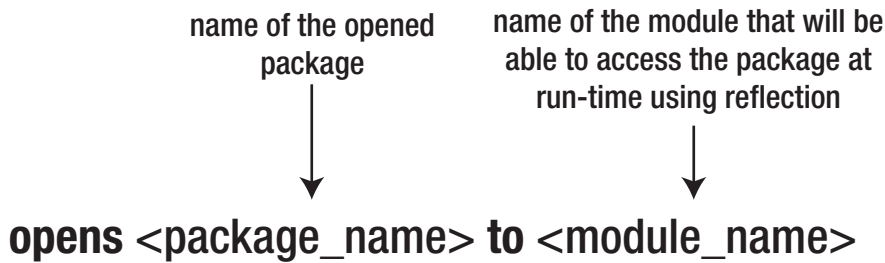 name of the opened
package
name of the module that will be
able to access the package at
run-time using reflection
opens <package_name> to <module_name>